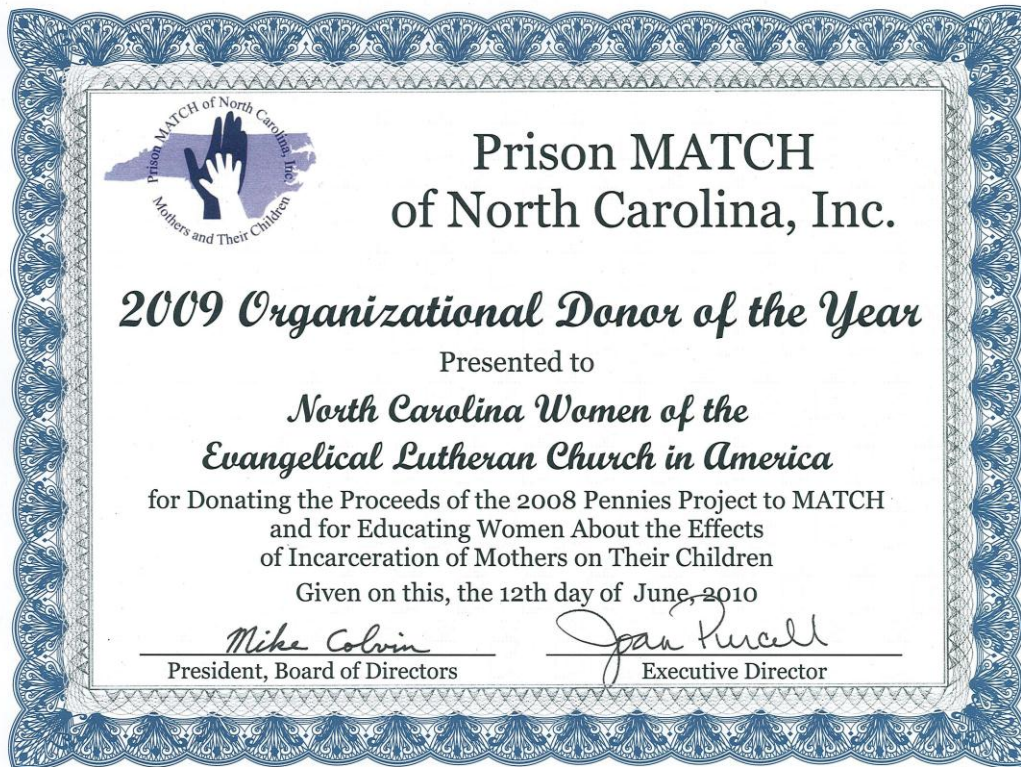 Prison MATCH of North Carolina, Inc.
Mothers and Their Children
Prison MATCH
of North Carolina, Inc.
2009 Organizational Donor of the Year
Presented to
North Carolina Women of the
Evangelical Lutheran Church in America
for Donating the Proceeds of the 2008 Pennies Project to MATCH
and for Educating Women About the Effects
of Incarceration of Mothers on Their Children
Given on this, the 12th day of June, 2010
Mike Colvin
Joan Purcell
President, Board of Directors
Executive Director